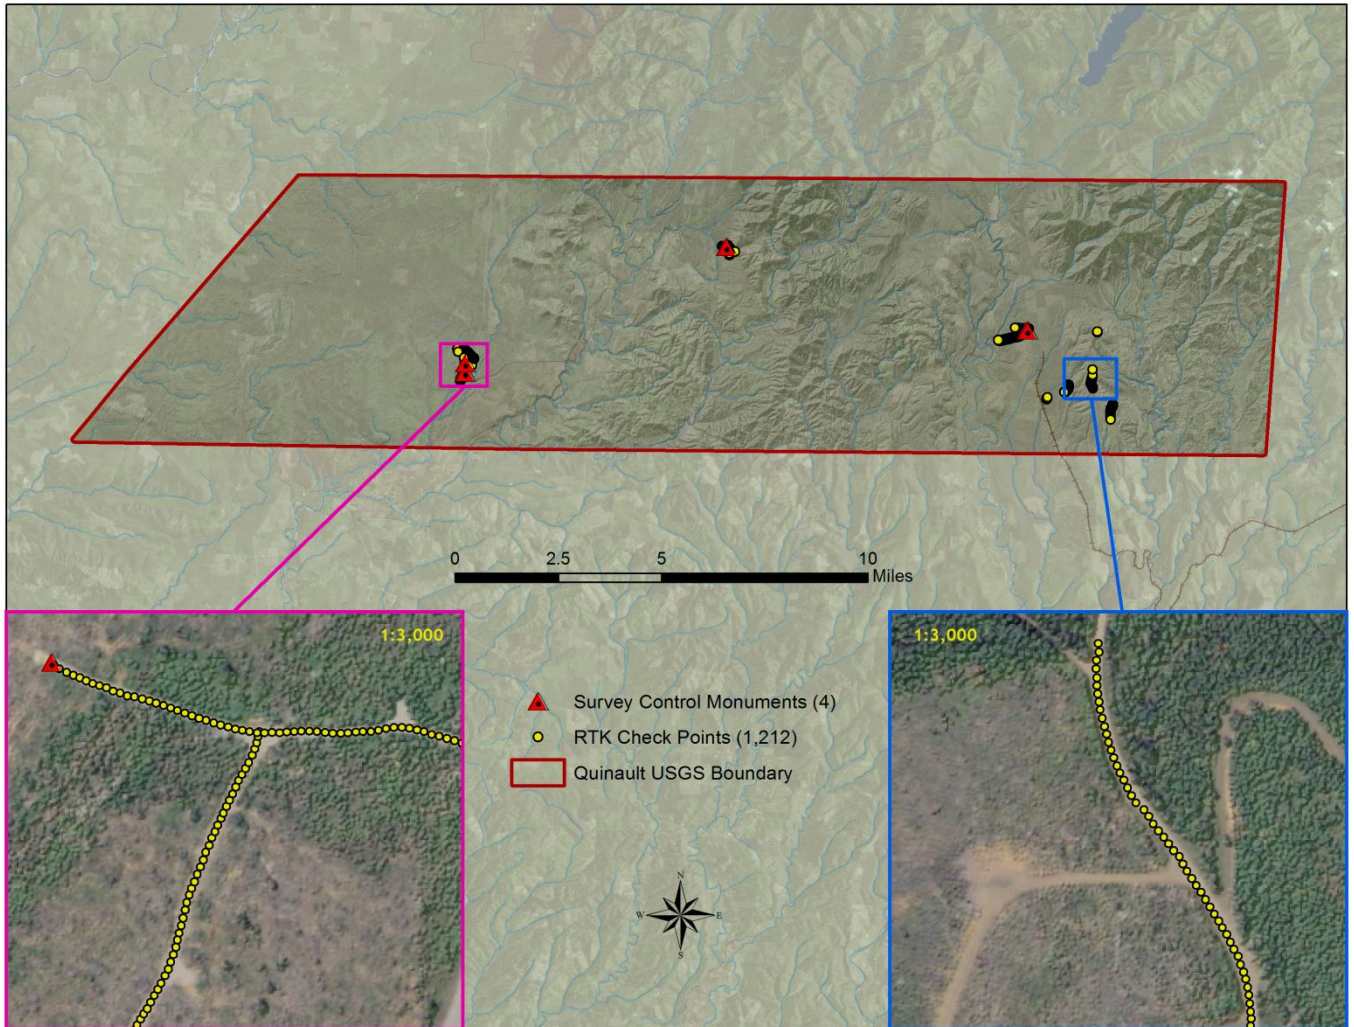 0 2.5 5 10
Miles
1:3,000
1:3,000
Survey Control Monuments (4)
RTK Check Points (1,212)
Quinault USGS Boundary
N
W E
S